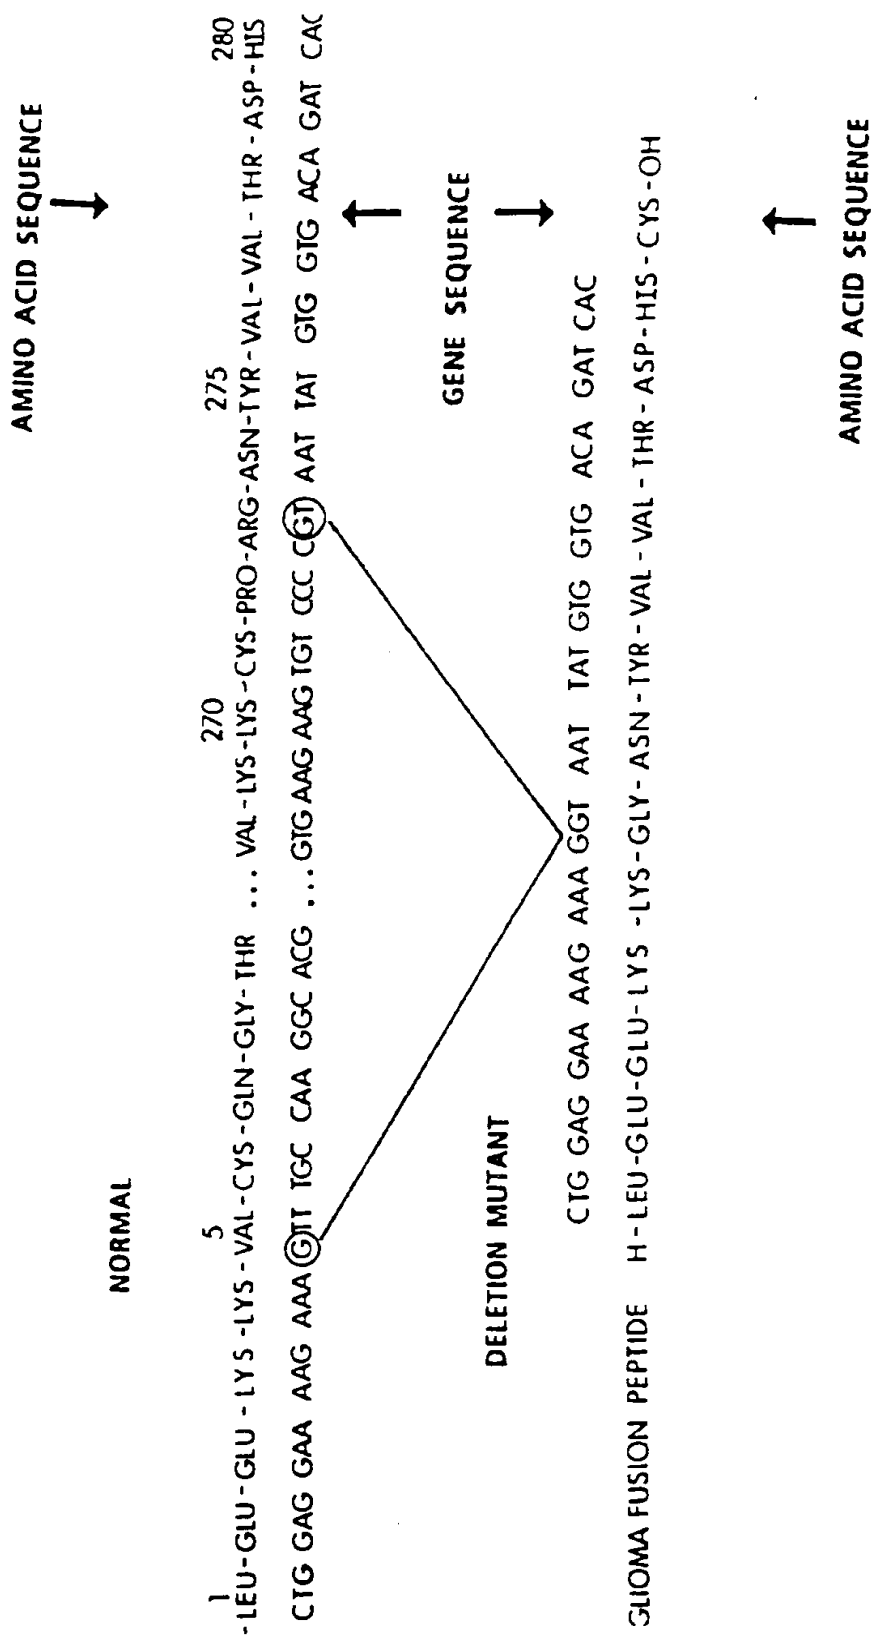 AMINO ACID SEQUENCE
NORMAL
1 5 270 275 280
-LEU-GLU-GLU-LYS-LYS-VAL-CYS-GLN-GLY-THR ... VAL-LYS-LYS-CYS-PRO-ARG-ASN-TYR-VAL-VAL-THR-ASP-HIS
CTG GAG GAA AAG AAA GTT TGC CAA GGC ACG ... GTG AAG AAG TGT CCC CGT AAT TAT GTG GTG ACA GAT CAC
GENE SEQUENCE
DELETION MUTANT
CTG GAG GAA AAG AAA GGT AAT TAT GTG GTG ACA GAT CAC
GLIOMA FUSION PEPTIDE H-LEU-GLU-GLU-LYS-LYS-GLY-ASN-TYR-VAL-VAL-THR-ASP-HIS-CYS-OH
AMINO ACID SEQUENCE